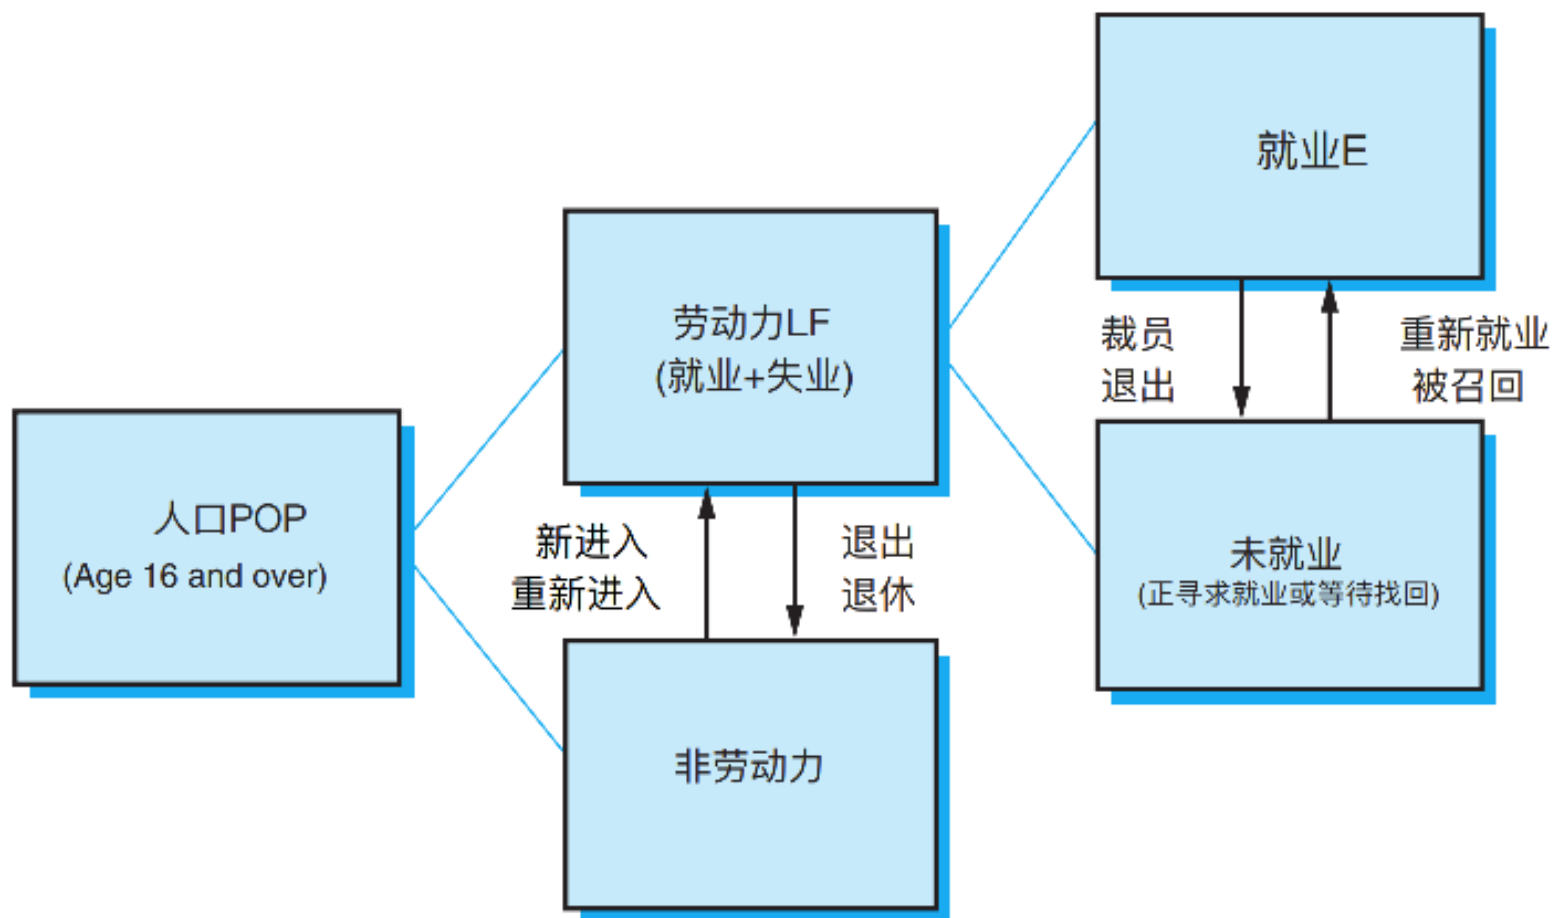 人口POP
(Age 16 and over)
劳动力LF
(就业+失业)
新进入
重新进入
退出
退休
非劳动力
就业E
裁员
退出
重新就业
被召回
未就业
(正寻求就业或等待找回)